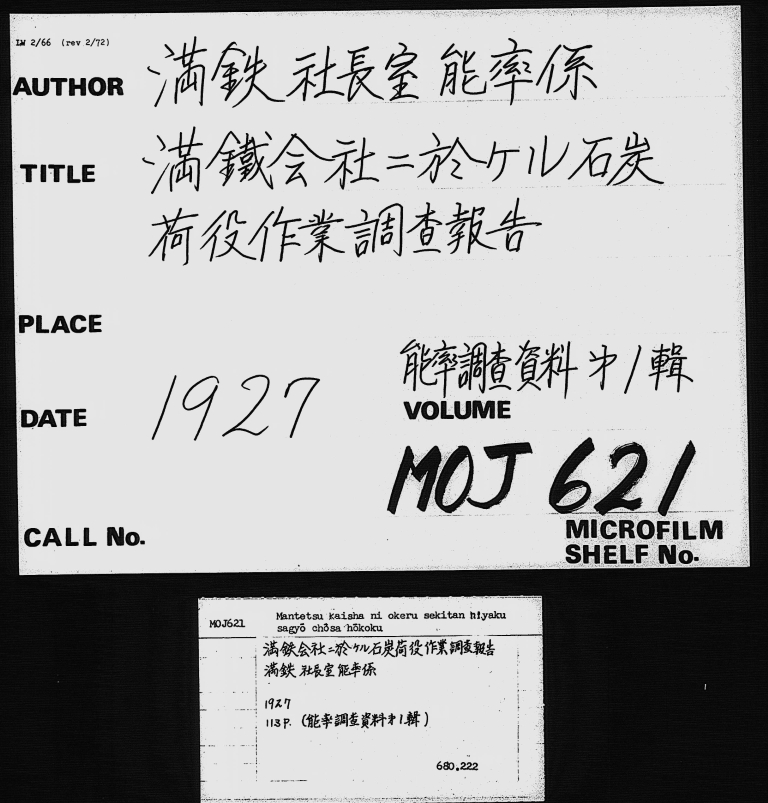 LW 2/66 (rev 2/72)
AUTHOR 満鉄 社長室 能率係
TITLE 満鐵会社ニ於ケル石炭
荷役作業調査報告
PLACE
能率調査資料 㐧1輯
DATE 1927 VOLUME
MOJ 621
CALL No. MICROFILM
SHELF No.
MOJ621 Mantetsu kaisha ni okeru sekitan niyaku
sagyō chōsa hōkoku
満鉄会社ニ於ケル石炭荷役作業調査報告
満鉄 社長室 能率係
1927
113 P. (能率調査資料㐧1輯)
680.222